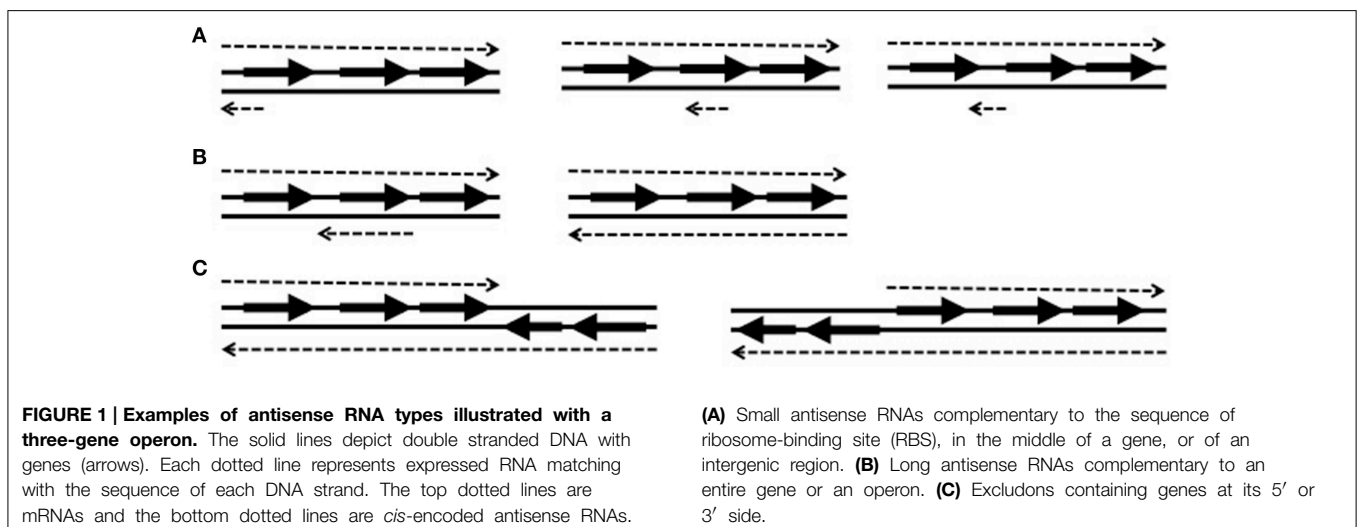 A
B
C
FIGURE 1 | Examples of antisense RNA types illustrated with a
three-gene operon. The solid lines depict double stranded DNA with
genes (arrows). Each dotted line represents expressed RNA matching
with the sequence of each DNA strand. The top dotted lines are
mRNAs and the bottom dotted lines are cis-encoded antisense RNAs.
(A) Small antisense RNAs complementary to the sequence of
ribosome-binding site (RBS), in the middle of a gene, or of an
intergenic region. (B) Long antisense RNAs complementary to an
entire gene or an operon. (C) Excludons containing genes at its 5′ or
3′ side.